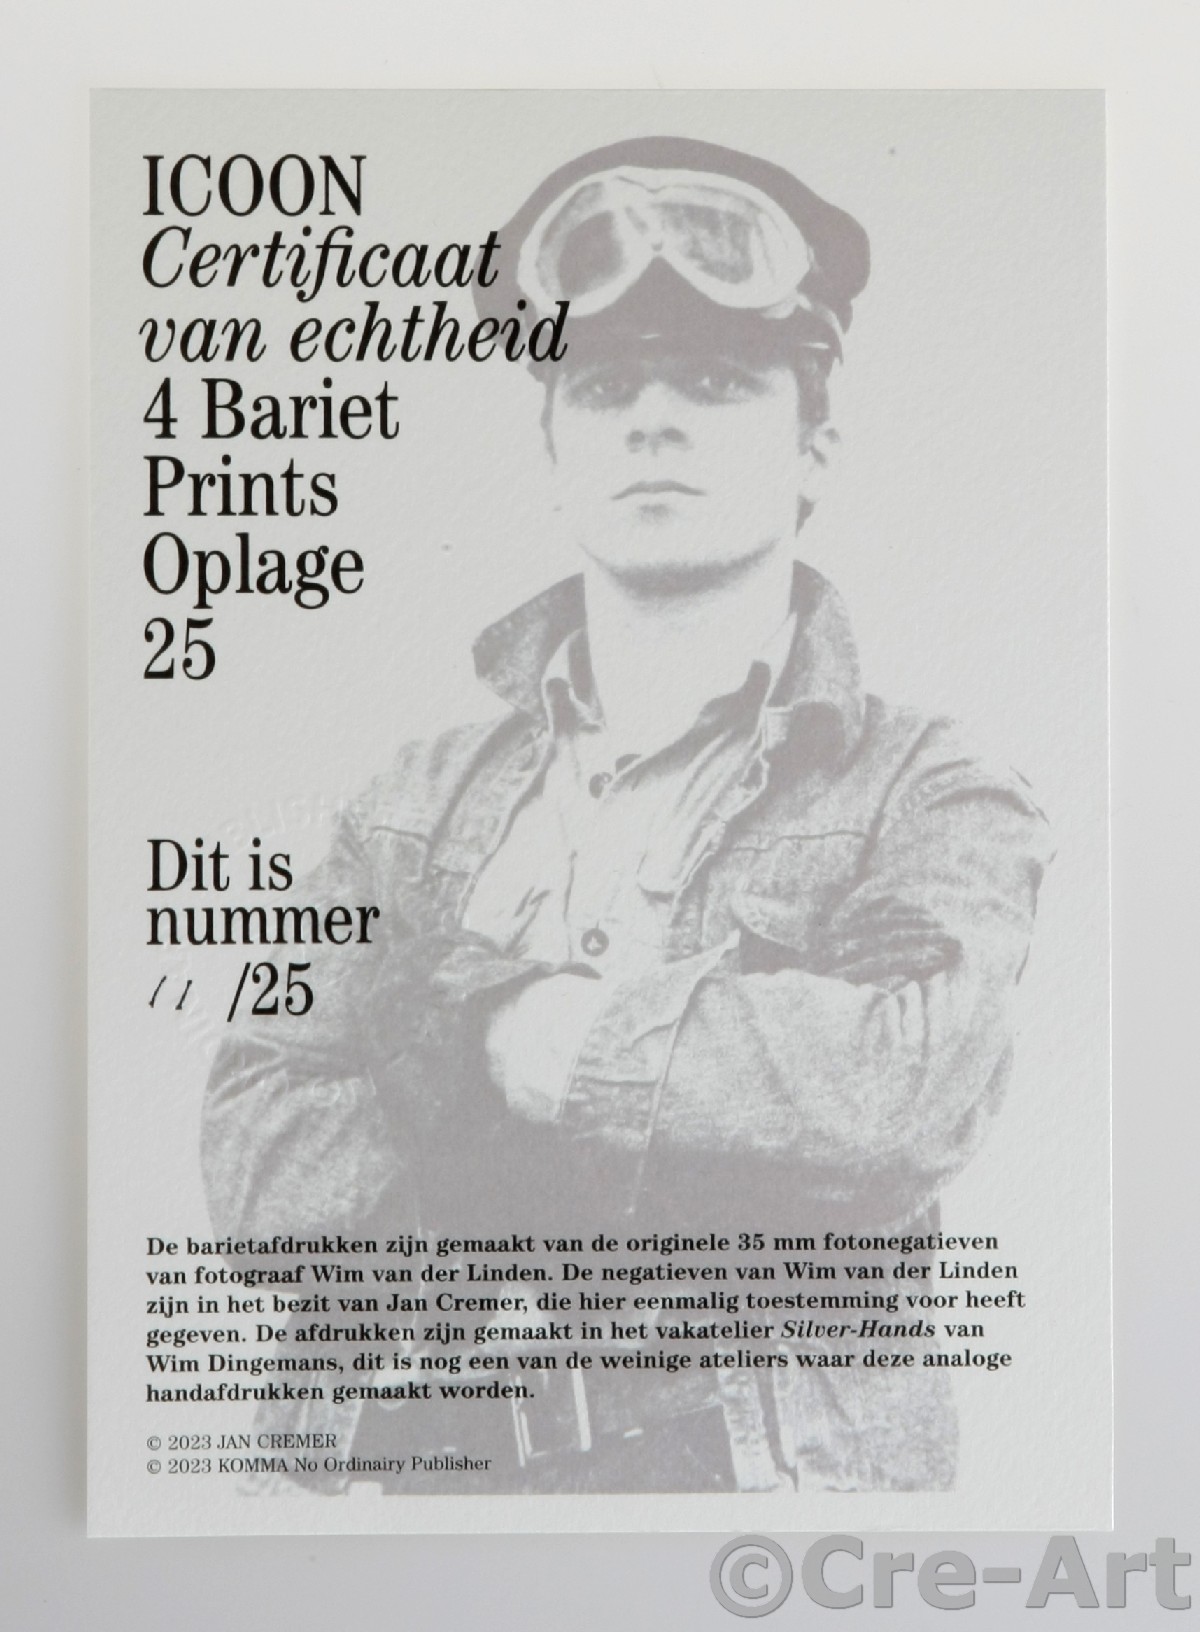 ICOON
Certificaat
van echtheid
4 Bariet
Prints
Oplage
25
Dit is
nummer
11 /25
De barietafdrukken zijn gemaakt van de originele 35 mm fotonegatieven
van fotograaf Wim van der Linden. De negatieven van Wim van der Linden
zijn in het bezit van Jan Cremer, die hier eenmalig toestemming voor heeft
gegeven. De afdrukken zijn gemaakt in het vakatelier Silver-Hands van
Wim Dingemans, dit is nog een van de weinige ateliers waar deze analoge
handafdrukken gemaakt worden.
© 2023 JAN CREMER
© 2023 KOMMA No Ordinairy Publisher
©Cre-Art